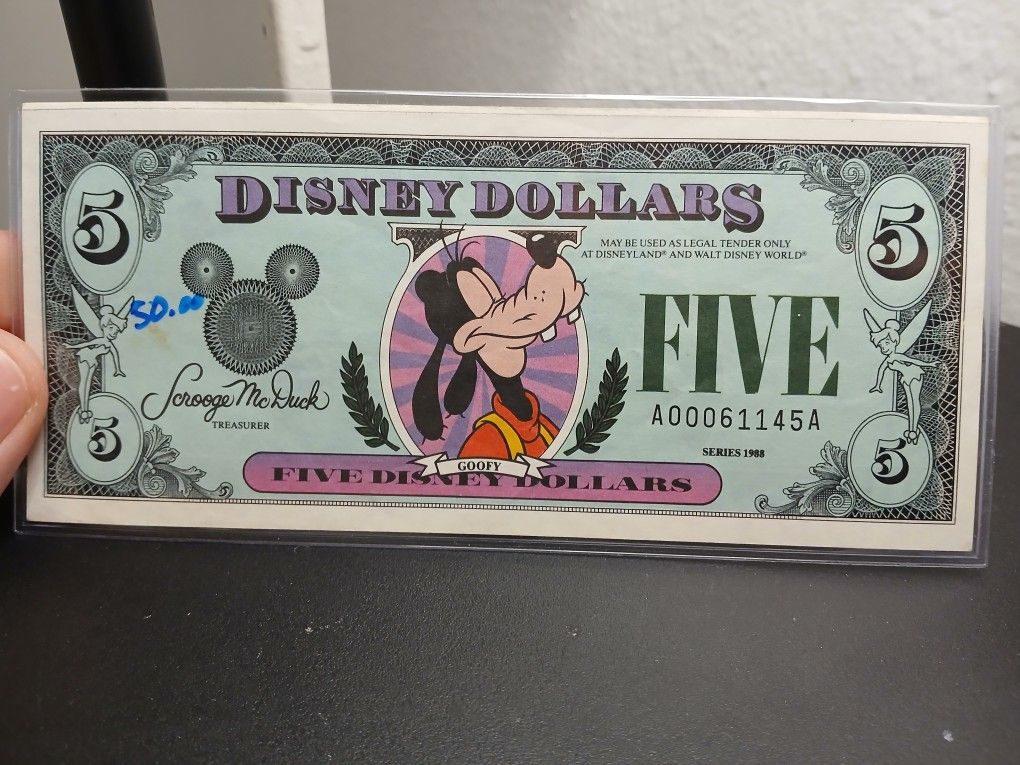 5
5
DISNEY DOLLARS
MAY BE USED AS LEGAL TENDER ONLY
AT DISNEYLAND® AND WALT DISNEY WORLD®
50.00
FIVE
Scrooge McDuck
TREASURER
A00061145A
SERIES 1988
5
5
GOOFY
FIVE DISNEY DOLLARS